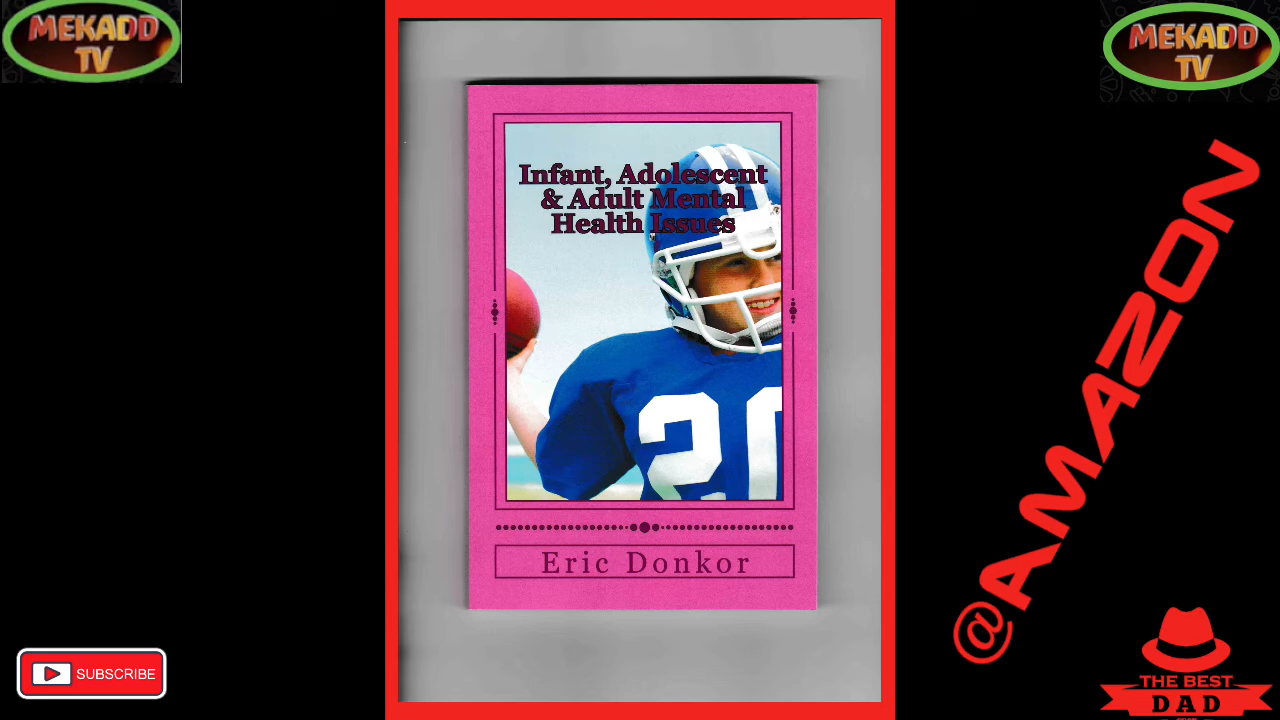 MEKADD
TV
MEKADD
TV
Infant, Adolescent
& Adult Mental
Health Issues
20
Eric Donkor
@AMAZON
SUBSCRIBE
THE BEST
DAD